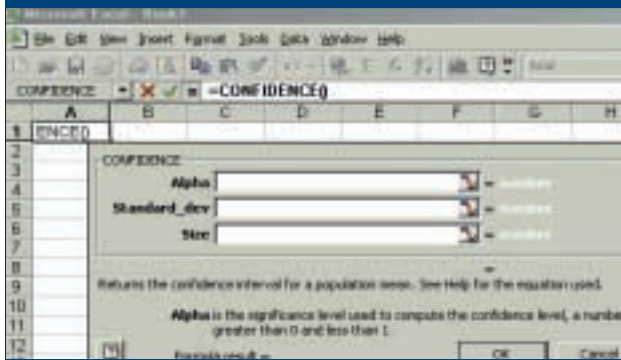 Microsoft Excel - Book1
File Edit View Insert Format Tools Data Window Help
CONFIDENCE = =CONFIDENCE()
A B C D E F G H
1 ENCE()
2
3
4
5
6
7
8
9
10
11
12
CONFIDENCE
Alpha = number
Standard_dev = number
Size = number
=
Returns the confidence interval for a population mean. See Help for the equation used.
Alpha is the significance level used to compute the confidence level, a number
greater than 0 and less than 1.
Formula result =
OK Cancel